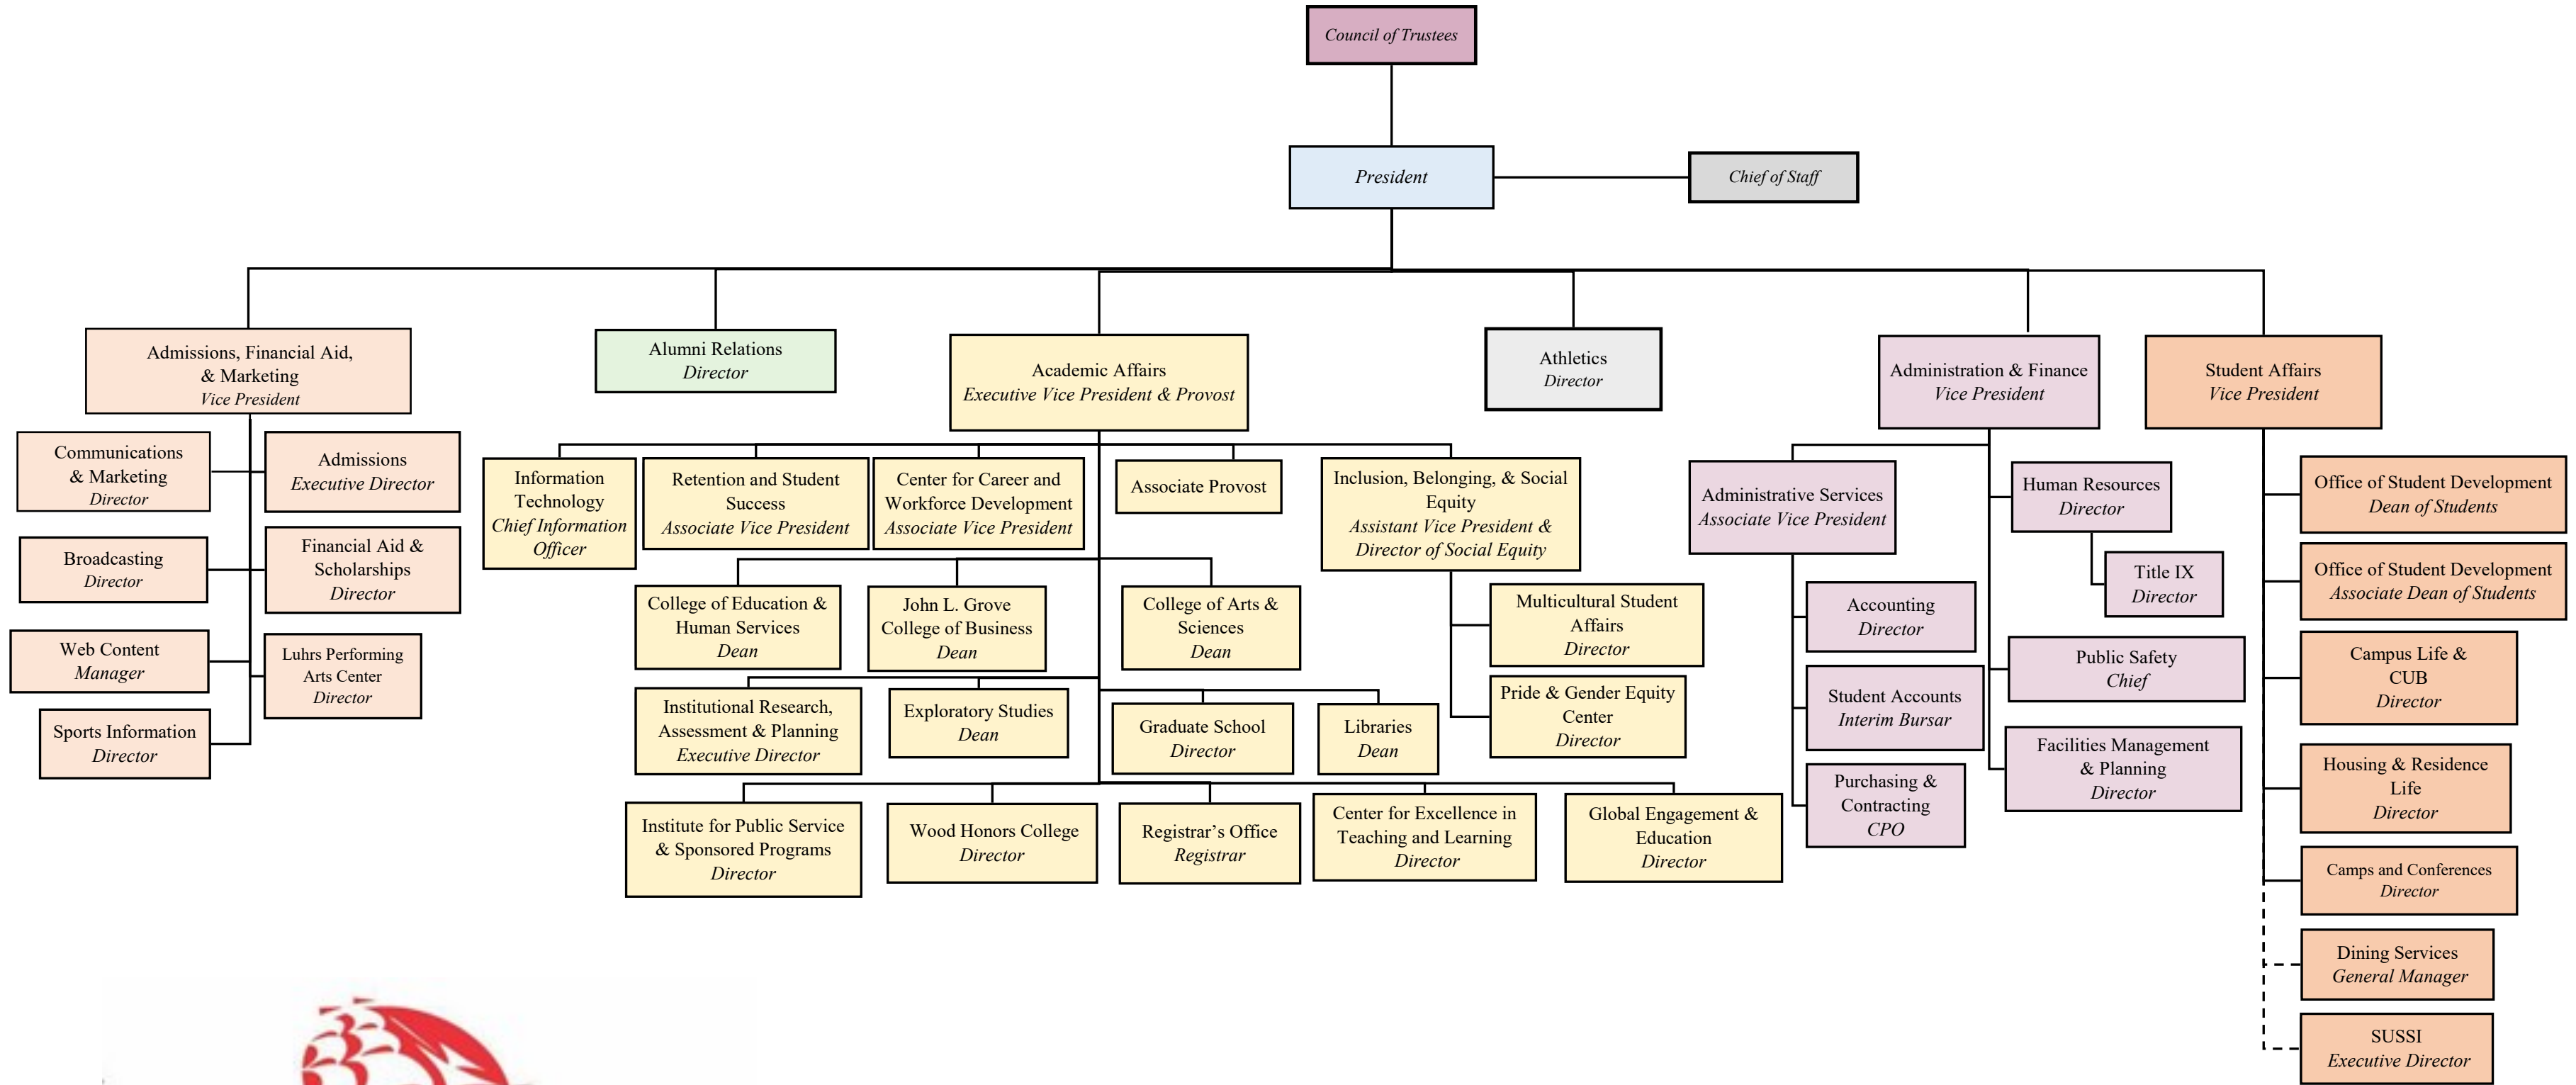 Council of Trustees
President
Chief of Staff
Admissions, Financial Aid,
& Marketing
Vice President
Alumni Relations
Director
Academic Affairs
Executive Vice President & Provost
Athletics
Director
Administration & Finance
Vice President
Student Affairs
Vice President
Communications
& Marketing
Director
Admissions
Executive Director
Broadcasting
Director
Financial Aid &
Scholarships
Director
Web Content
Manager
Luhrs Performing
Arts Center
Director
Sports Information
Director
Information
Technology
Chief Information
Officer
Retention and Student
Success
Associate Vice President
Center for Career and
Workforce Development
Associate Vice President
Associate Provost
Inclusion, Belonging, & Social
Equity
Assistant Vice President &
Director of Social Equity
College of Education &
Human Services
Dean
John L. Grove
College of Business
Dean
College of Arts &
Sciences
Dean
Multicultural Student
Affairs
Director
Pride & Gender Equity
Center
Director
Institutional Research,
Assessment & Planning
Executive Director
Exploratory Studies
Dean
Graduate School
Director
Libraries
Dean
Institute for Public Service
& Sponsored Programs
Director
Wood Honors College
Director
Registrar’s Office
Registrar
Center for Excellence in
Teaching and Learning
Director
Global Engagement &
Education
Director
Administrative Services
Associate Vice President
Accounting
Director
Student Accounts
Interim Bursar
Purchasing &
Contracting
CPO
Human Resources
Director
Title IX
Director
Public Safety
Chief
Facilities Management
& Planning
Director
Office of Student Development
Dean of Students
Office of Student Development
Associate Dean of Students
Campus Life &
CUB
Director
Housing & Residence
Life
Director
Camps and Conferences
Director
Dining Services
General Manager
SUSSI
Executive Director